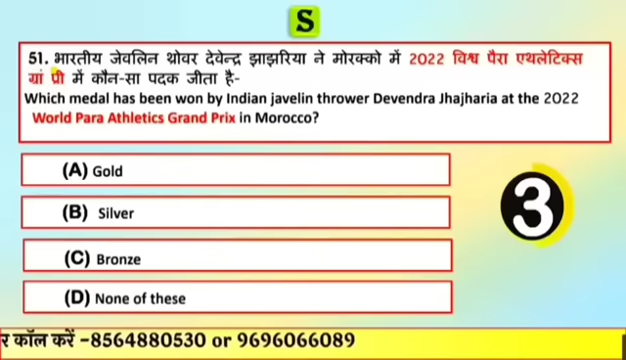 S
51. भारतीय जेवलिन थ्रोवर देवेन्द्र झाझरिया ने मोरक्को में 2022 विश्व पैरा एथलेटिक्स
ग्रां प्री में कौन-सा पदक जीता है-
Which medal has been won by Indian javelin thrower Devendra Jhajharia at the 2022
World Para Athletics Grand Prix in Morocco?
(A) Gold
(B) Silver
(C) Bronze
(D) None of these
3
र कॉल करें -8564880530 or 9696066089